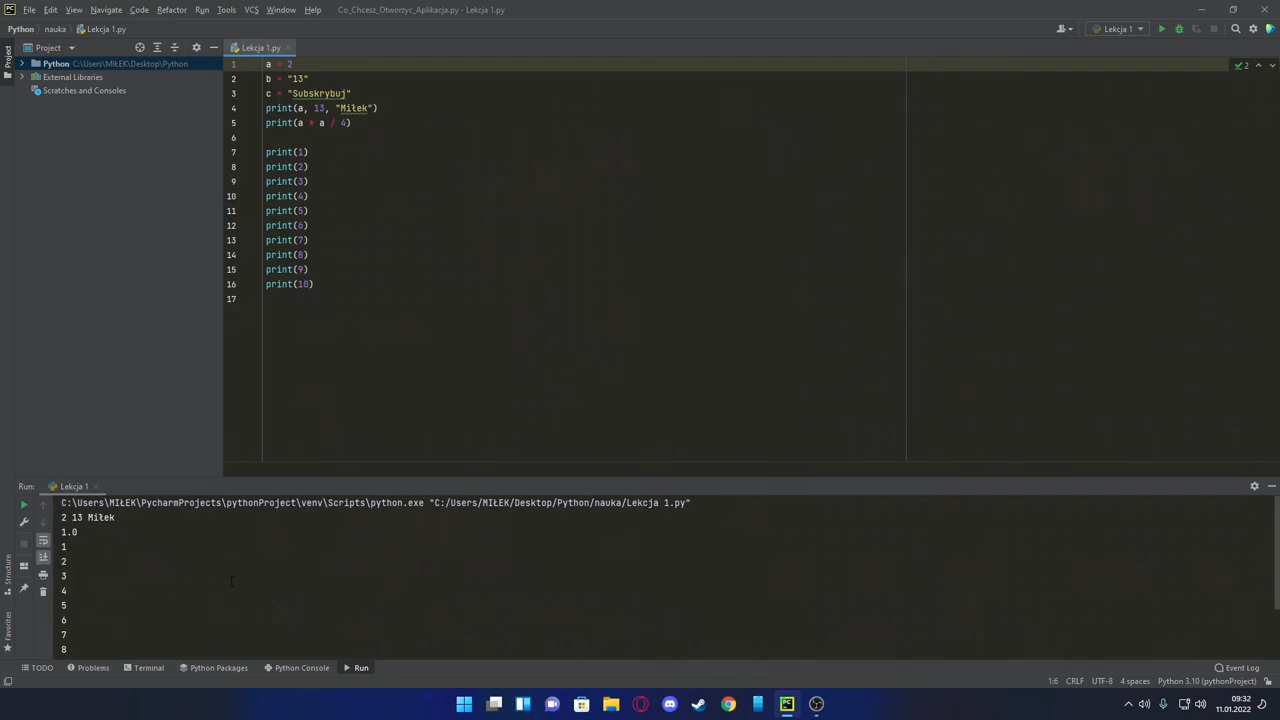 PC File Edit View Navigate Code Refactor Run Tools VCS Window Help Co_Chcesz_Otworzyc_Aplikacja.py - Lekcja 1.py
Python nauka Lekcja 1.py Lekcja 1
Project
Project
Lekcja 1.py
Python C:\Users\MIŁEK\Desktop\Python
External Libraries
Scratches and Consoles
1 a = 2
2 b = "13"
3 c = "Subskrybuj"
4 print(a, 13, "Miłek")
5 print(a * a / 4)
6
7 print(1)
8 print(2)
9 print(3)
10 print(4)
11 print(5)
12 print(6)
13 print(7)
14 print(8)
15 print(9)
16 print(10)
17
2
Run: Lekcja 1
C:\Users\MIŁEK\PycharmProjects\pythonProject\venv\Scripts\python.exe "C:/Users/MIŁEK/Desktop/Python/nauka/Lekcja 1.py"
2 13 Miłek
1.0
1
2
3
4
5
6
7
8
Structure
Favorites
TODO Problems Terminal Python Packages Python Console Run Event Log
1:6 CRLF UTF-8 4 spaces Python 3.10 (pythonProject)
PC
09:32
11.01.2022